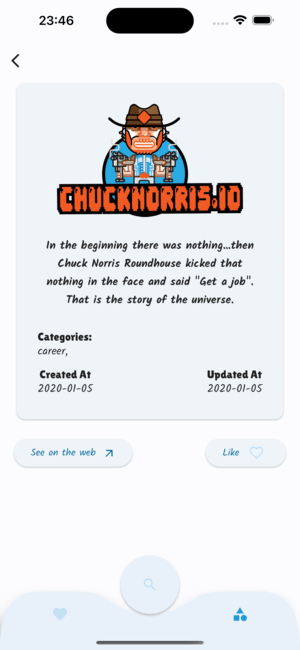 23:46
CHUCKNORRIS.IO
In the beginning there was nothing...then
Chuck Norris Roundhouse kicked that
nothing in the face and said "Get a job".
That is the story of the universe.
Categories:
career,
Created At
Updated At
2020-01-05
2020-01-05
See on the web
Like